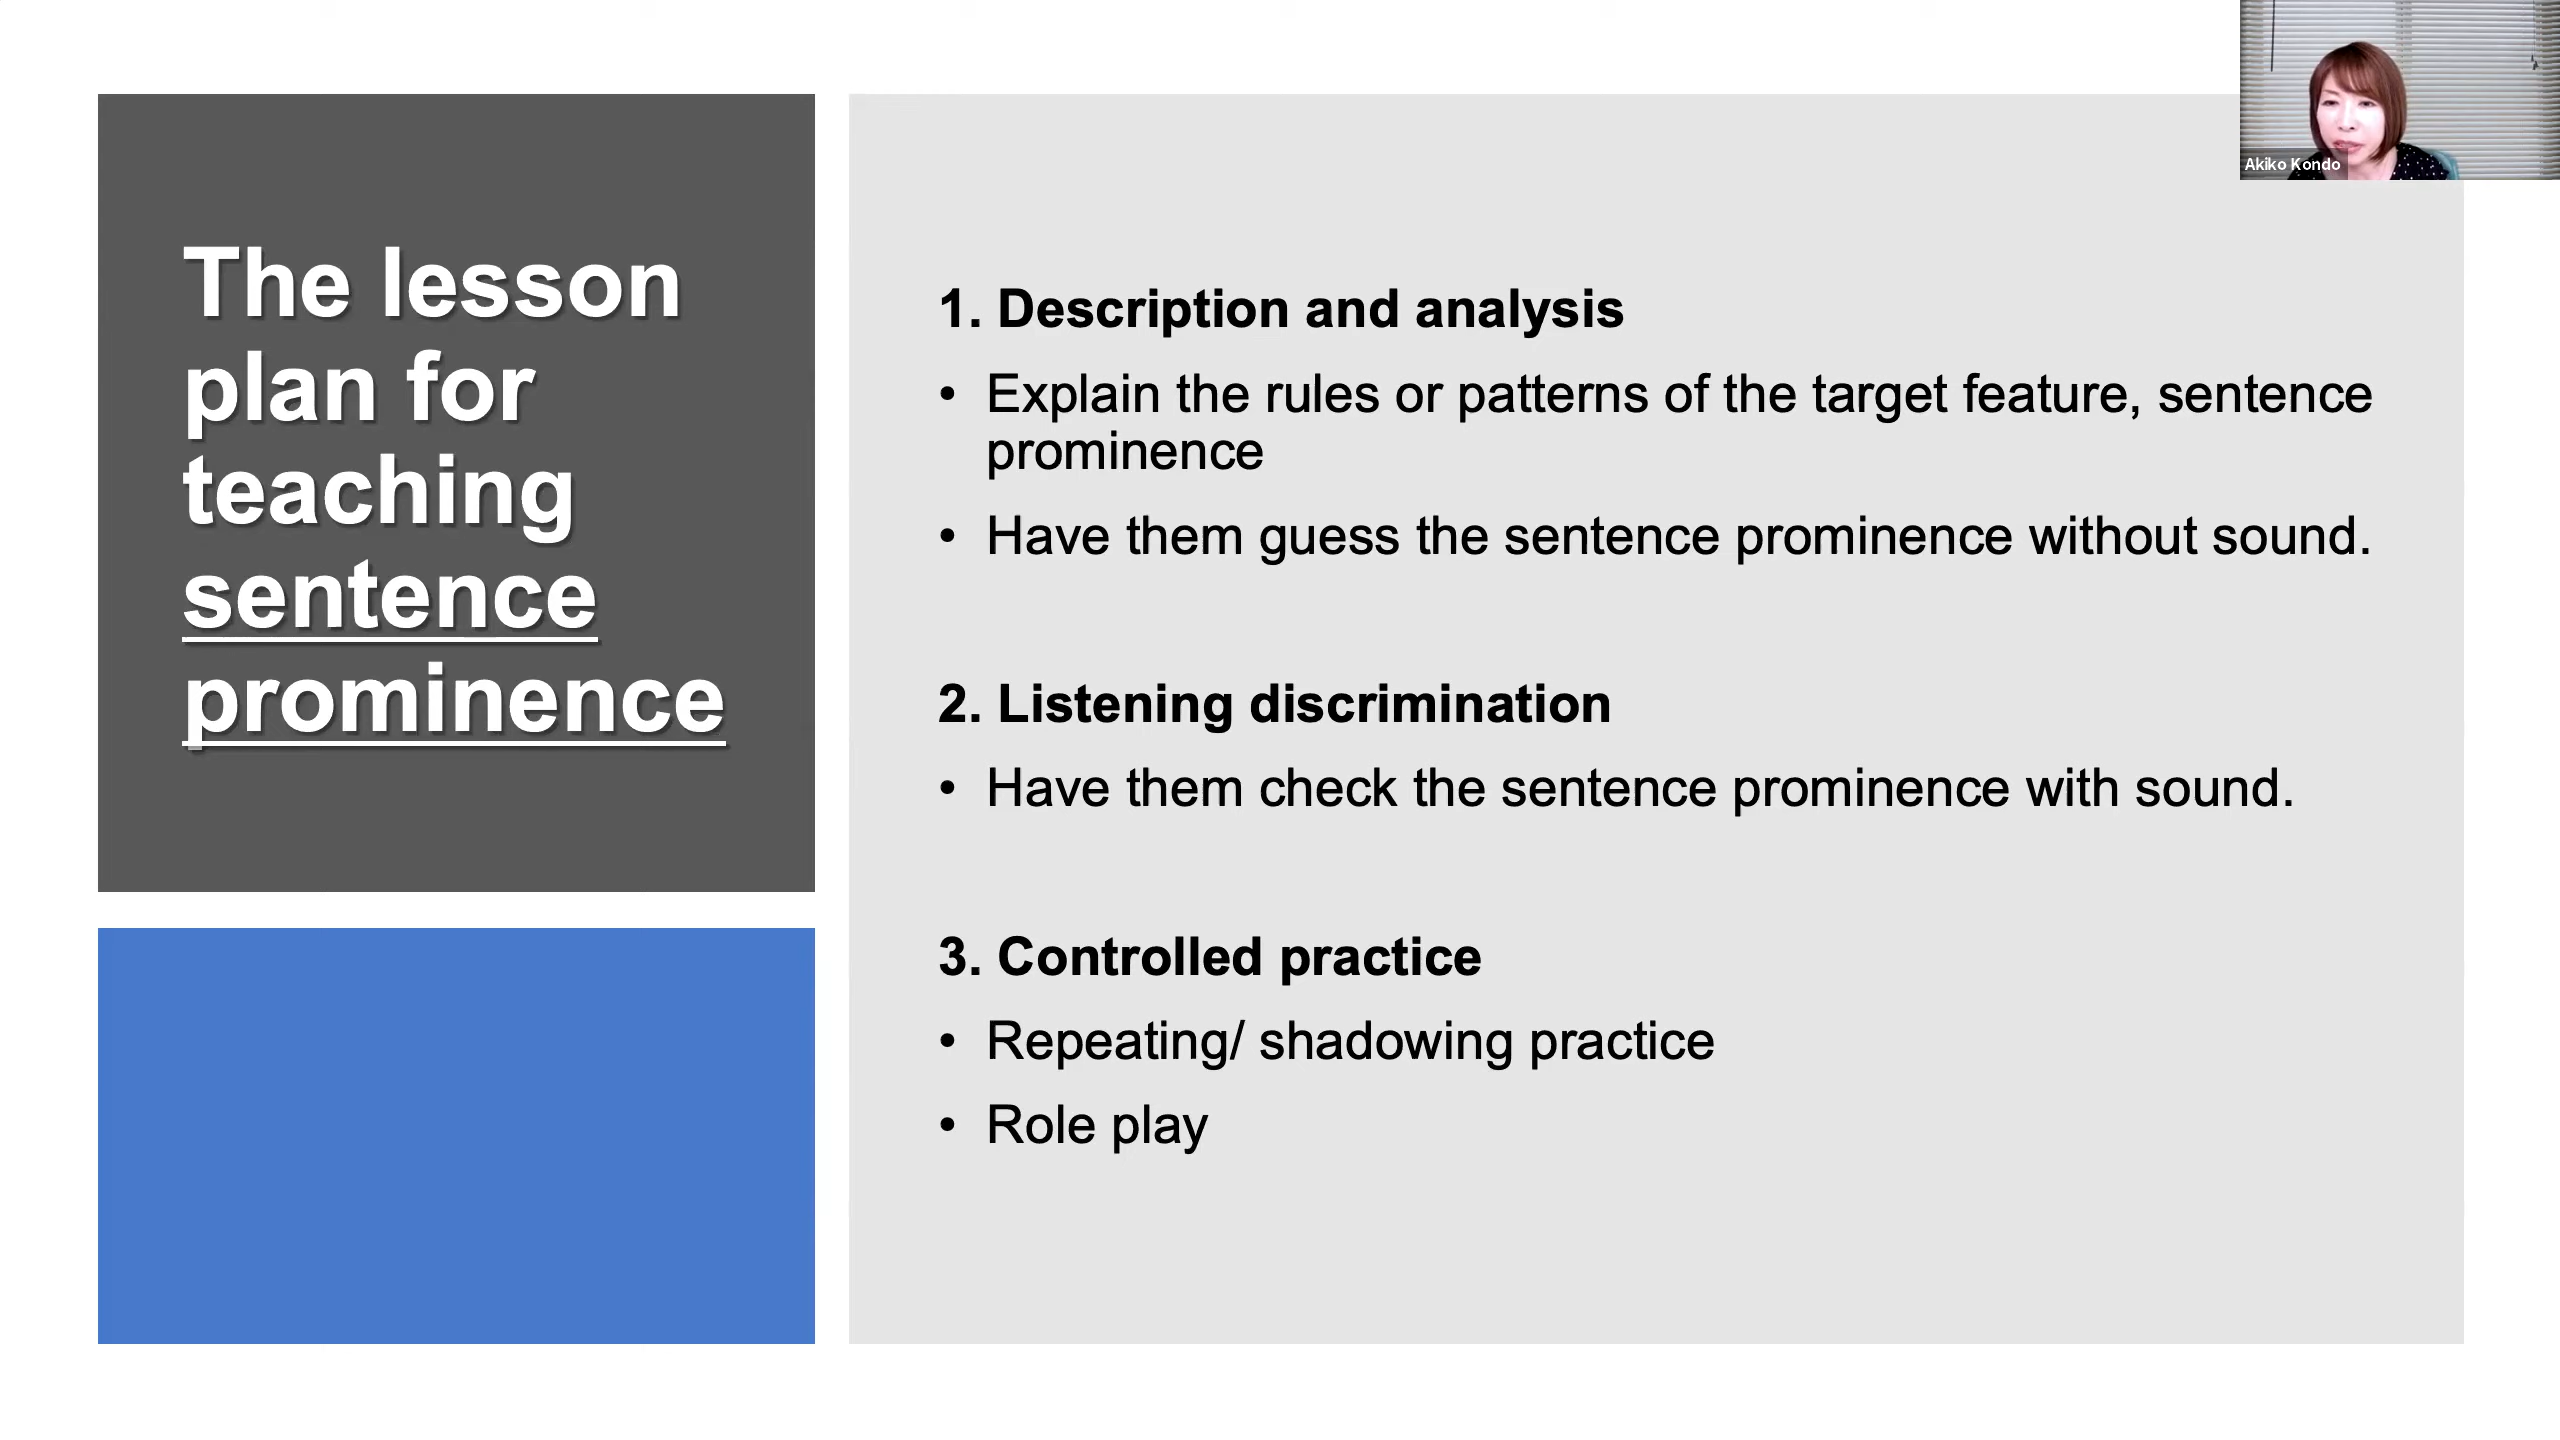 The lesson
plan for
teaching
sentence
prominence
1. Description and analysis
• Explain the rules or patterns of the target feature, sentence
prominence
• Have them guess the sentence prominence without sound.
2. Listening discrimination
• Have them check the sentence prominence with sound.
3. Controlled practice
• Repeating/ shadowing practice
• Role play
Akiko Kondo